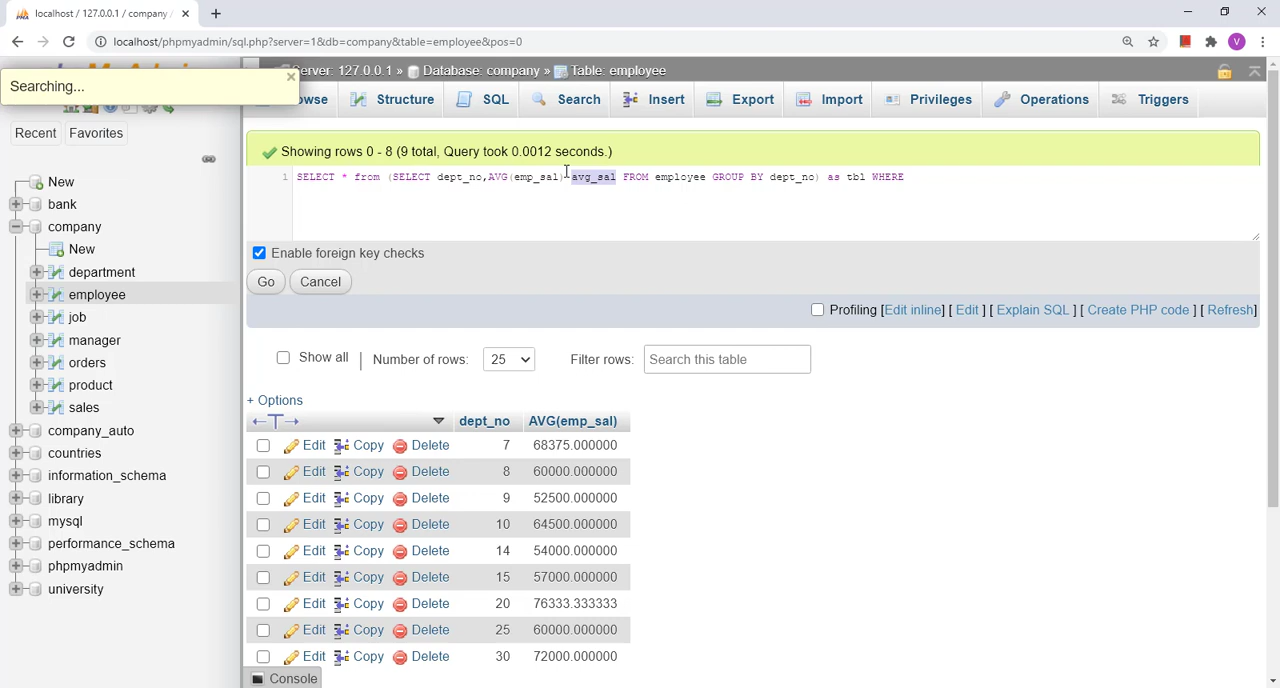 localhost / 127.0.0.1 / company
localhost/phpmyadmin/sql.php?server=1&db=company&table=employee&pos=0
V
Searching...
Server: 127.0.0.1 » Database: company » Table: employee
Structure SQL Search Insert Export Import Privileges Operations Triggers
Recent Favorites
New
bank
company
New
department
employee
job
manager
orders
product
sales
company_auto
countries
information_schema
library
mysql
performance_schema
phpmyadmin
university
Showing rows 0 - 8 (9 total, Query took 0.0012 seconds.)
1 SELECT * from (SELECT dept_no,AVG(emp_sal) avg_sal FROM employee GROUP BY dept_no) as tbl WHERE
Enable foreign key checks
Go Cancel
Profiling [Edit inline] [ Edit ] [ Explain SQL ] [ Create PHP code ] [ Refresh]
Show all Number of rows: 25 Filter rows: Search this table
+ Options
←T→ dept_no AVG(emp_sal)
Edit Copy Delete 7 68375.000000
Edit Copy Delete 8 60000.000000
Edit Copy Delete 9 52500.000000
Edit Copy Delete 10 64500.000000
Edit Copy Delete 14 54000.000000
Edit Copy Delete 15 57000.000000
Edit Copy Delete 20 76333.333333
Edit Copy Delete 25 60000.000000
Edit Copy Delete 30 72000.000000
Console